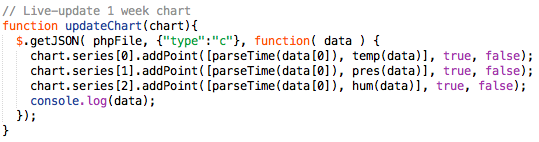 // Live-update 1 week chart
function updateChart(chart){
  $.getJSON( phpFile, {"type":"c"}, function( data ) {
    chart.series[0].addPoint([parseTime(data[0]), temp(data)], true, false);
    chart.series[1].addPoint([parseTime(data[0]), pres(data)], true, false);
    chart.series[2].addPoint([parseTime(data[0]), hum(data)], true, false);
    console.log(data);
  });
}